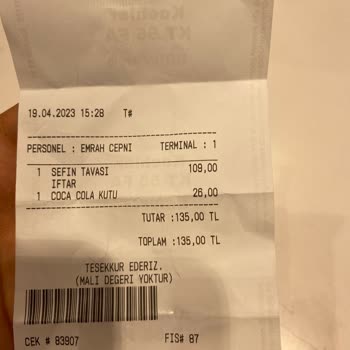 19.04.2023 15:28 T#
PERSONEL : EMRAH CEPNI TERMINAL : 1
1 SEFIN TAVASI 109,00
IFTAR
1 COCA COLA KUTU 26,00
TUTAR :135,00 TL
TOPLAM :135,00 TL
TESEKKUR EDERIZ.
(MALI DEGERI YOKTUR)
CEK # 83907 FIS# 87